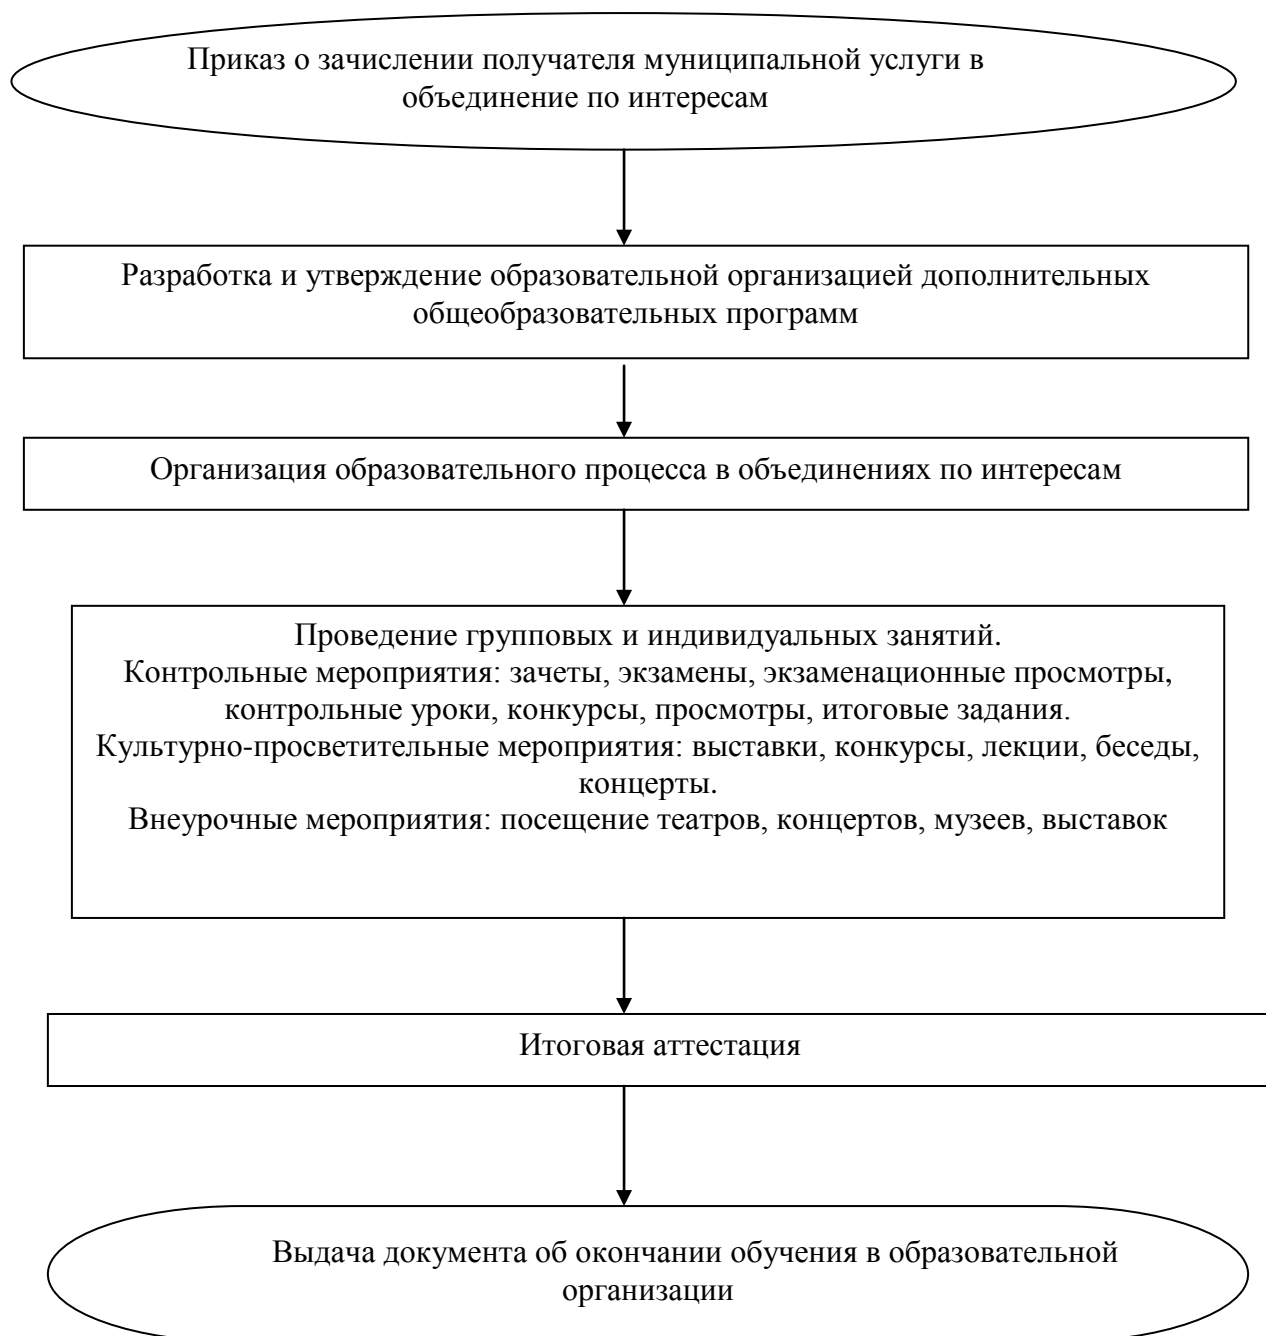 Приказ о зачислении получателя муниципальной услуги в
объединение по интересам
Разработка и утверждение образовательной организацией дополнительных
общеобразовательных программ
Организация образовательного процесса в объединениях по интересам
Проведение групповых и индивидуальных занятий.
Контрольные мероприятия: зачеты, экзамены, экзаменационные просмотры,
контрольные уроки, конкурсы, просмотры, итоговые задания.
Культурно-просветительные мероприятия: выставки, конкурсы, лекции, беседы,
концерты.
Внеурочные мероприятия: посещение театров, концертов, музеев, выставок
Итоговая аттестация
Выдача документа об окончании обучения в образовательной
организации